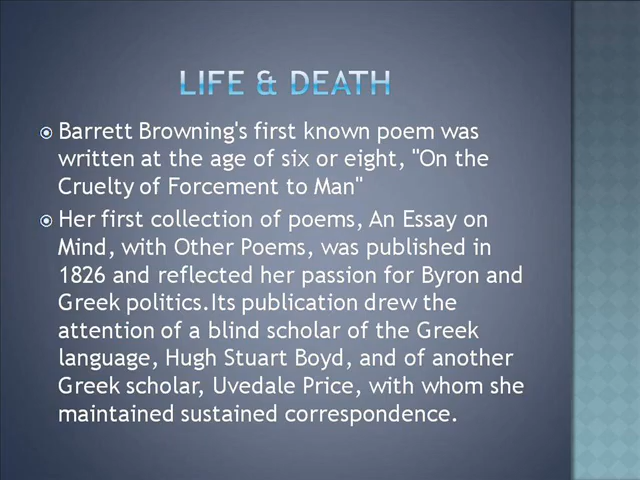 LIFE & DEATH
Barrett Browning's first known poem was
written at the age of six or eight, "On the
Cruelty of Forcement to Man"
Her first collection of poems, An Essay on
Mind, with Other Poems, was published in
1826 and reflected her passion for Byron and
Greek politics.Its publication drew the
attention of a blind scholar of the Greek
language, Hugh Stuart Boyd, and of another
Greek scholar, Uvedale Price, with whom she
maintained sustained correspondence.